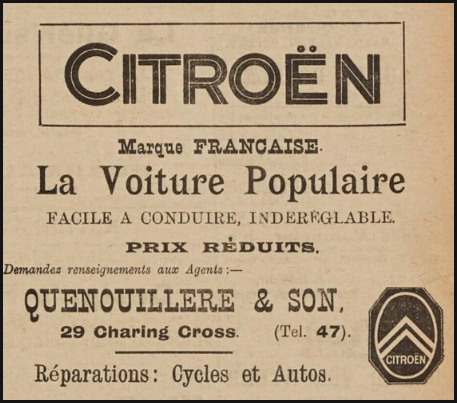 CITROËN
Marque FRANCAISE.
La Voiture Populaire
FACILE A CONDUIRE, INDERÉGLABLE.
PRIX RÉDUITS.
Demandez renseignements aux Agents :—
QUENOUILLERE & SON,
29 Charing Cross. (Tel. 47).
CITROËN
Réparations: Cycles et Autos.